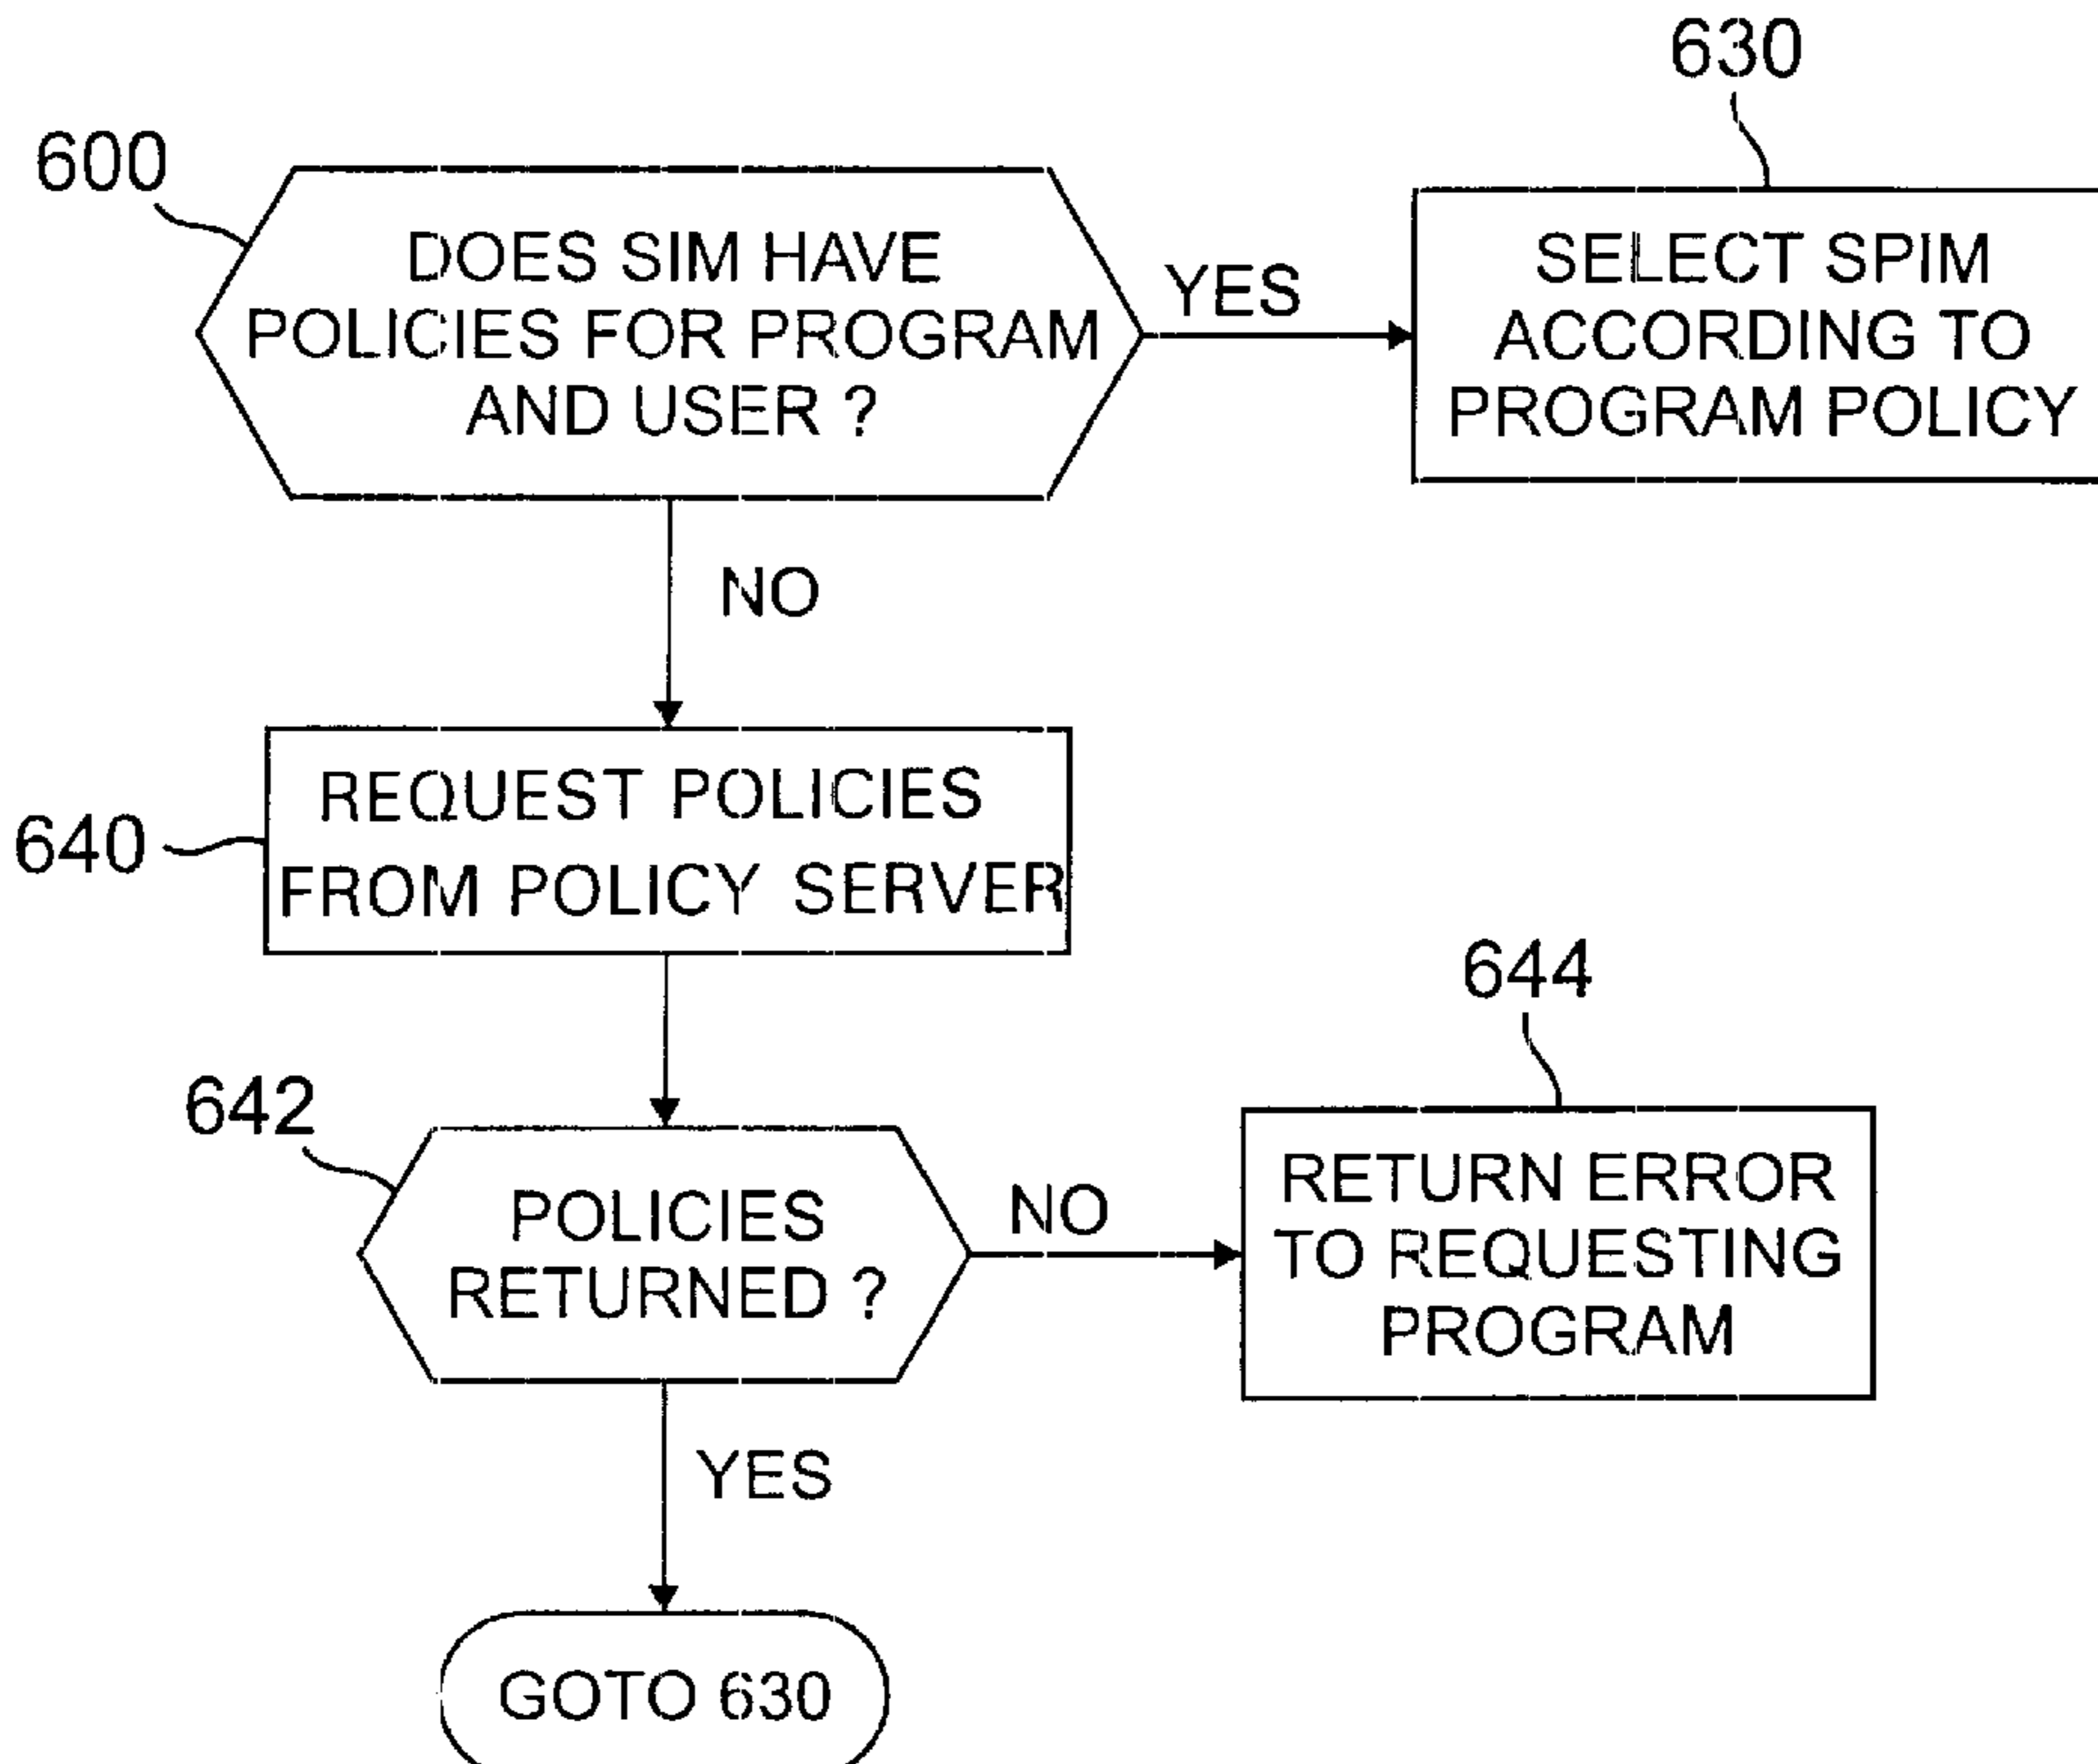 630
600
DOES SIM HAVE
POLICIES FOR PROGRAM
AND USER ?
YES
SELECT SPIM
ACCORDING TO
PROGRAM POLICY
NO
640
REQUEST POLICIES
FROM POLICY SERVER
644
642
POLICIES
RETURNED ?
NO
RETURN ERROR
TO REQUESTING
PROGRAM
YES
GOTO 630